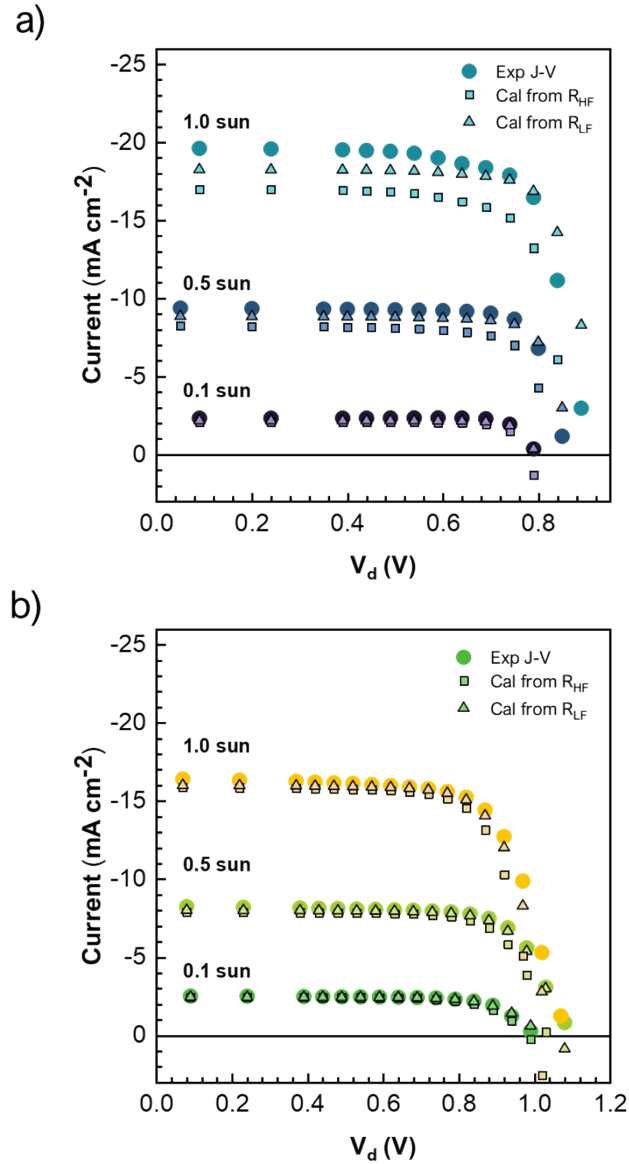 a)
-25
-20
-15
-10
-5
0
Current (mA cm-2)
Exp J-V
Cal from RHF
Cal from RLF
1.0 sun
0.5 sun
0.1 sun
0.0 0.2 0.4 0.6 0.8
Vd (V)
b)
-25
-20
-15
-10
-5
0
Current (mA cm-2)
Exp J-V
Cal from RHF
Cal from RLF
1.0 sun
0.5 sun
0.1 sun
0.0 0.2 0.4 0.6 0.8 1.0 1.2
Vd (V)